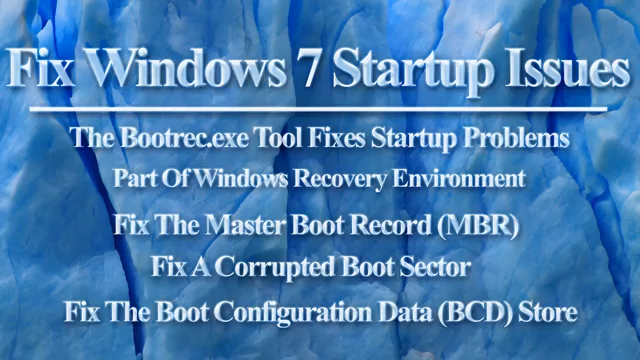 Fix Windows 7 Startup Issues
The Bootrec.exe Tool Fixes Startup Problems
Part Of Windows Recovery Environment
Fix The Master Boot Record (MBR)
Fix A Corrupted Boot Sector
Fix The Boot Configuration Data (BCD) Store